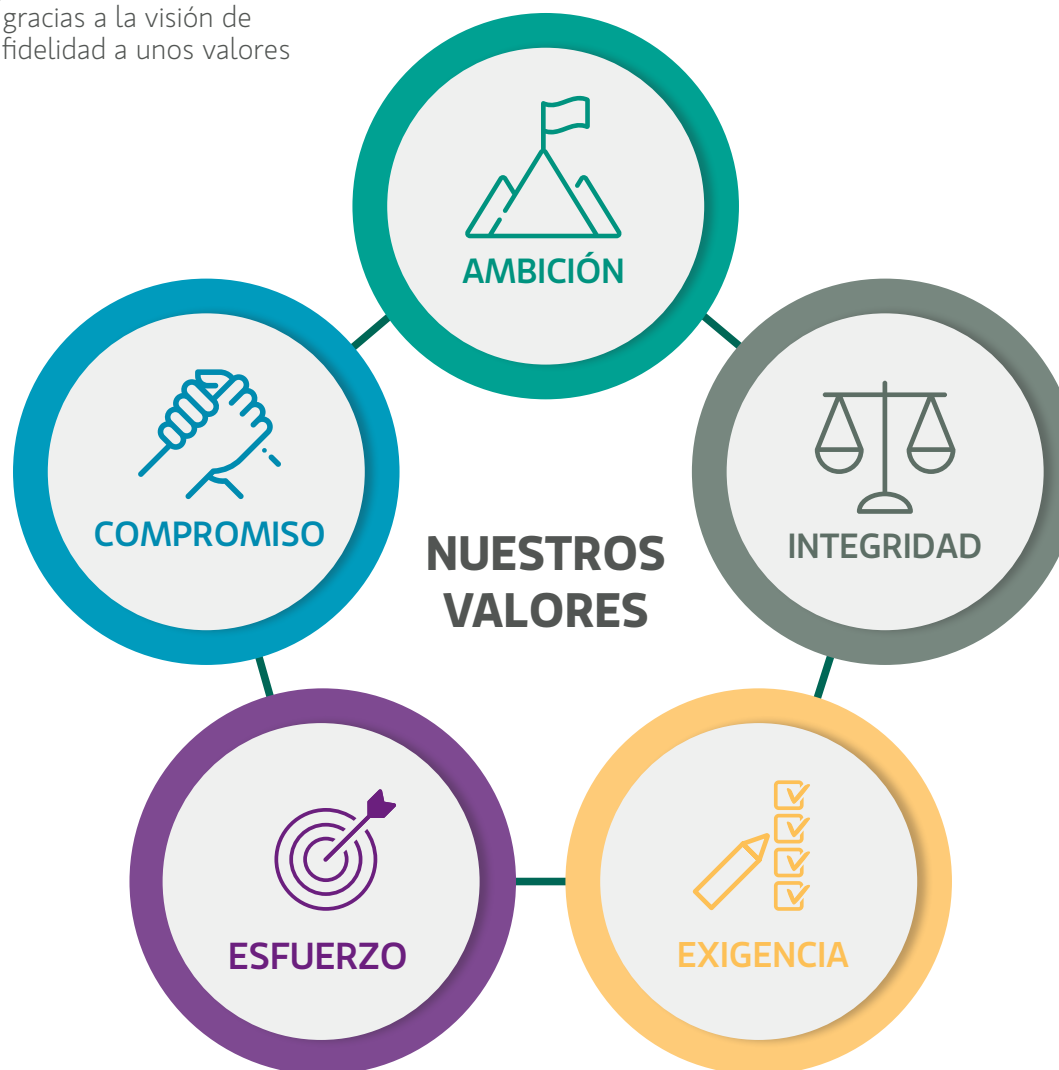 gracias a la visión de
fidelidad a unos valores
AMBICIÓN
COMPROMISO
INTEGRIDAD
NUESTROS
VALORES
ESFUERZO
EXIGENCIA